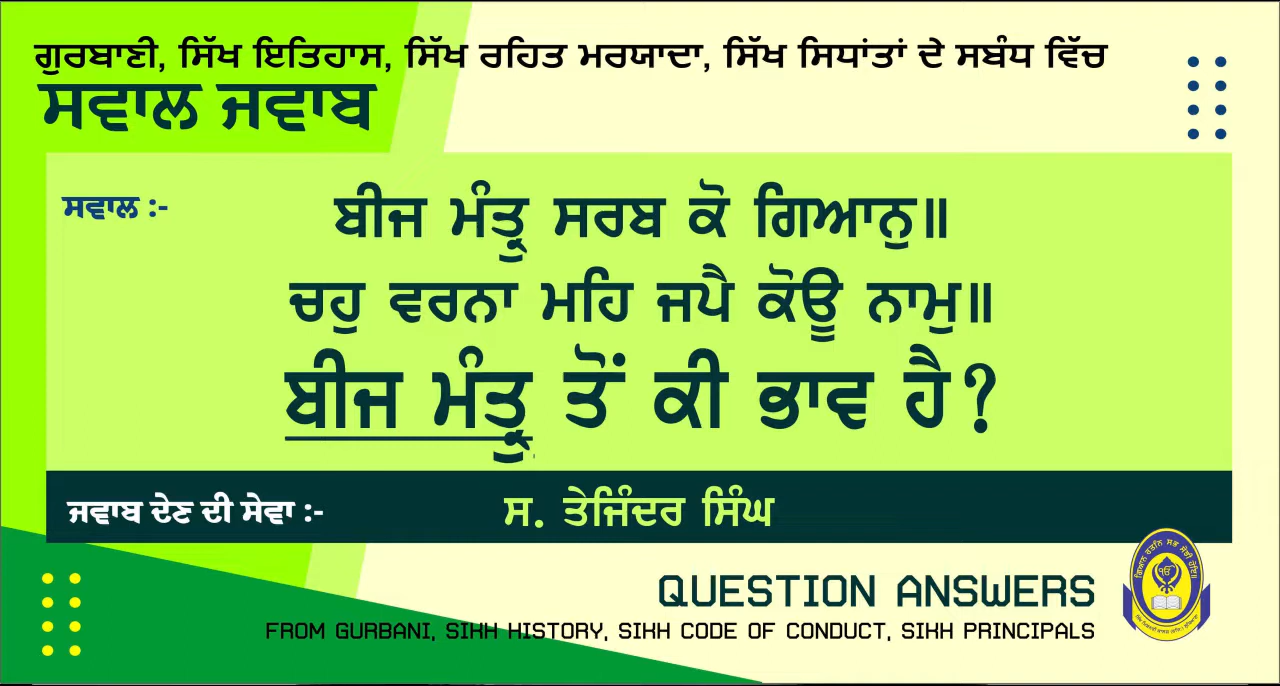 ਗੁਰਬਾਣੀ, ਸਿੱਖ ਇਤਿਹਾਸ, ਸਿੱਖ ਰਹਿਤ ਮਰਯਾਦਾ, ਸਿੱਖ ਸਿਧਾਂਤਾਂ ਦੇ ਸਬੰਧ ਵਿੱਚ
ਸਵਾਲ ਜਵਾਬ
ਸਵਾਲ :- ਬੀਜ ਮੰਤ੍ਰੁ ਸਰਬ ਕੋ ਗਿਆਨੁ॥
ਚਹੁ ਵਰਨਾ ਮਹਿ ਜਪੈ ਕੋਊ ਨਾਮੁ॥
ਬੀਜ ਮੰਤ੍ਰੁ ਤੋਂ ਕੀ ਭਾਵ ਹੈ?
ਜਵਾਬ ਦੇਣ ਦੀ ਸੇਵਾ :- ਸ. ਤੇਜਿੰਦਰ ਸਿੰਘ
QUESTION ANSWERS
FROM GURBANI, SIKH HISTORY, SIKH CODE OF CONDUCT, SIKH PRINCIPALS